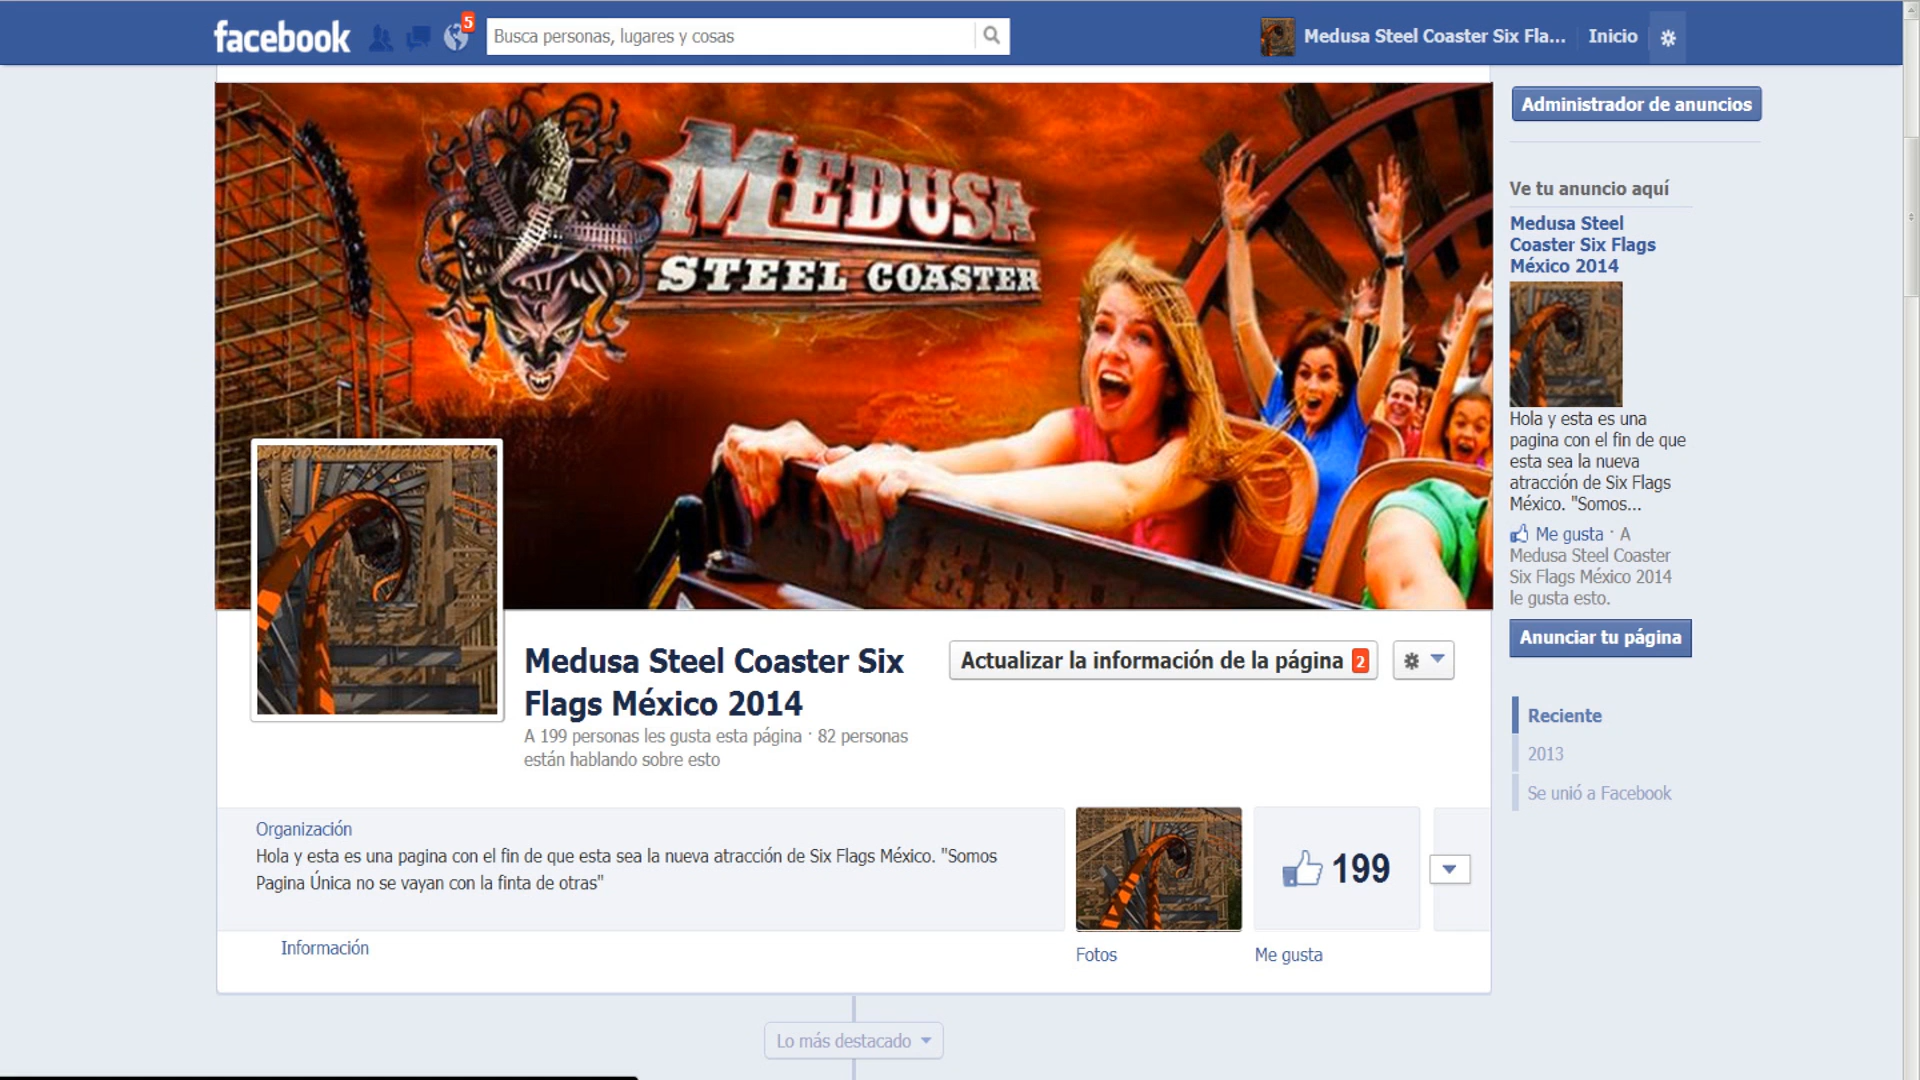 facebook
5
Busca personas, lugares y cosas
Medusa Steel Coaster Six Fla...
Inicio
MEDUSA
STEEL COASTER
Medusa Steel Coaster Six
Flags México 2014
A 199 personas les gusta esta página · 82 personas
están hablando sobre esto
Actualizar la información de la página 2
Organización
Hola y esta es una pagina con el fin de que esta sea la nueva atracción de Six Flags México. "Somos
Pagina Única no se vayan con la finta de otras"
Información
Fotos
199
Me gusta
Lo más destacado
Administrador de anuncios
Ve tu anuncio aquí
Medusa Steel
Coaster Six Flags
México 2014
Hola y esta es una
pagina con el fin de que
esta sea la nueva
atracción de Six Flags
México. "Somos...
Me gusta · A
Medusa Steel Coaster
Six Flags México 2014
le gusta esto.
Anunciar tu página
Reciente
2013
Se unió a Facebook